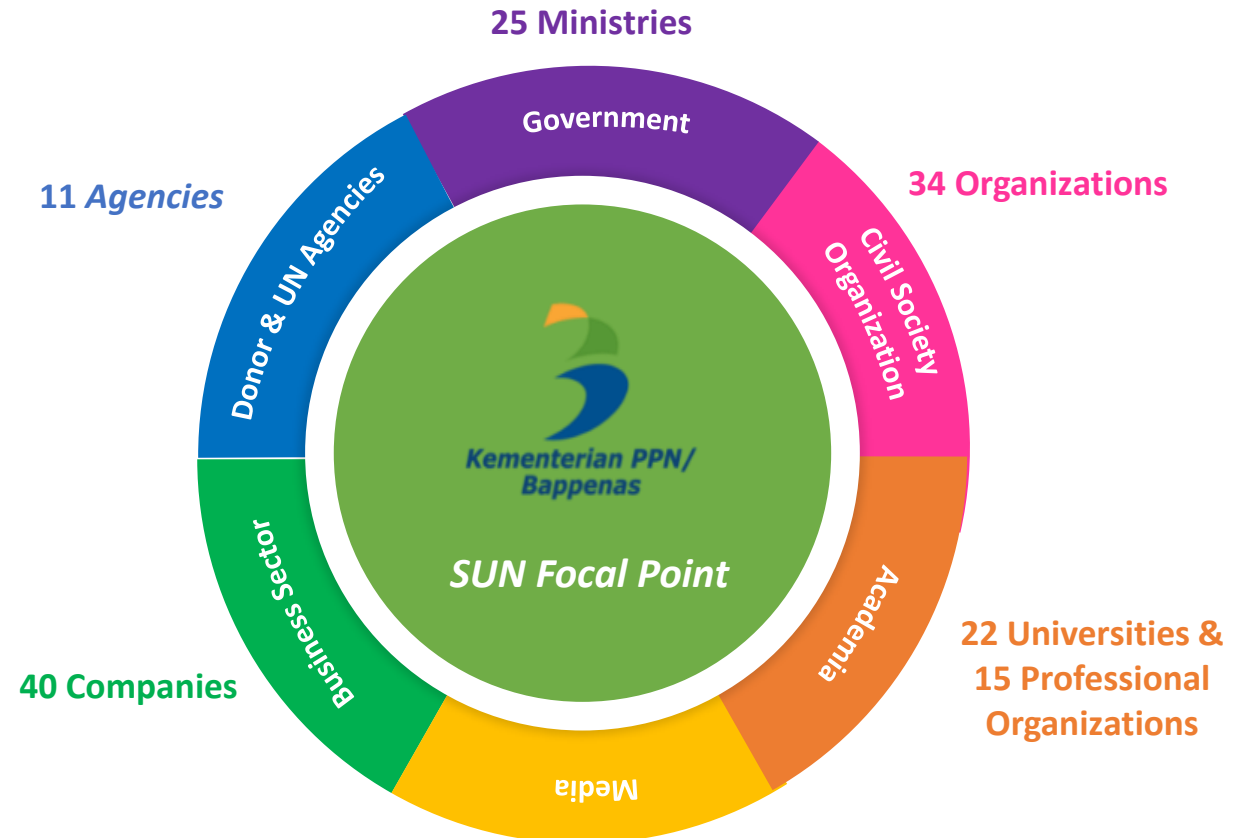 25 Ministries
Government
11 Agencies
34 Organizations
Donor & UN Agencies
Civil Society
Organization
Kementerian PPN/
Bappenas
SUN Focal Point
Business Sector
Academia
40 Companies
22 Universities &
15 Professional
Organizations
Media